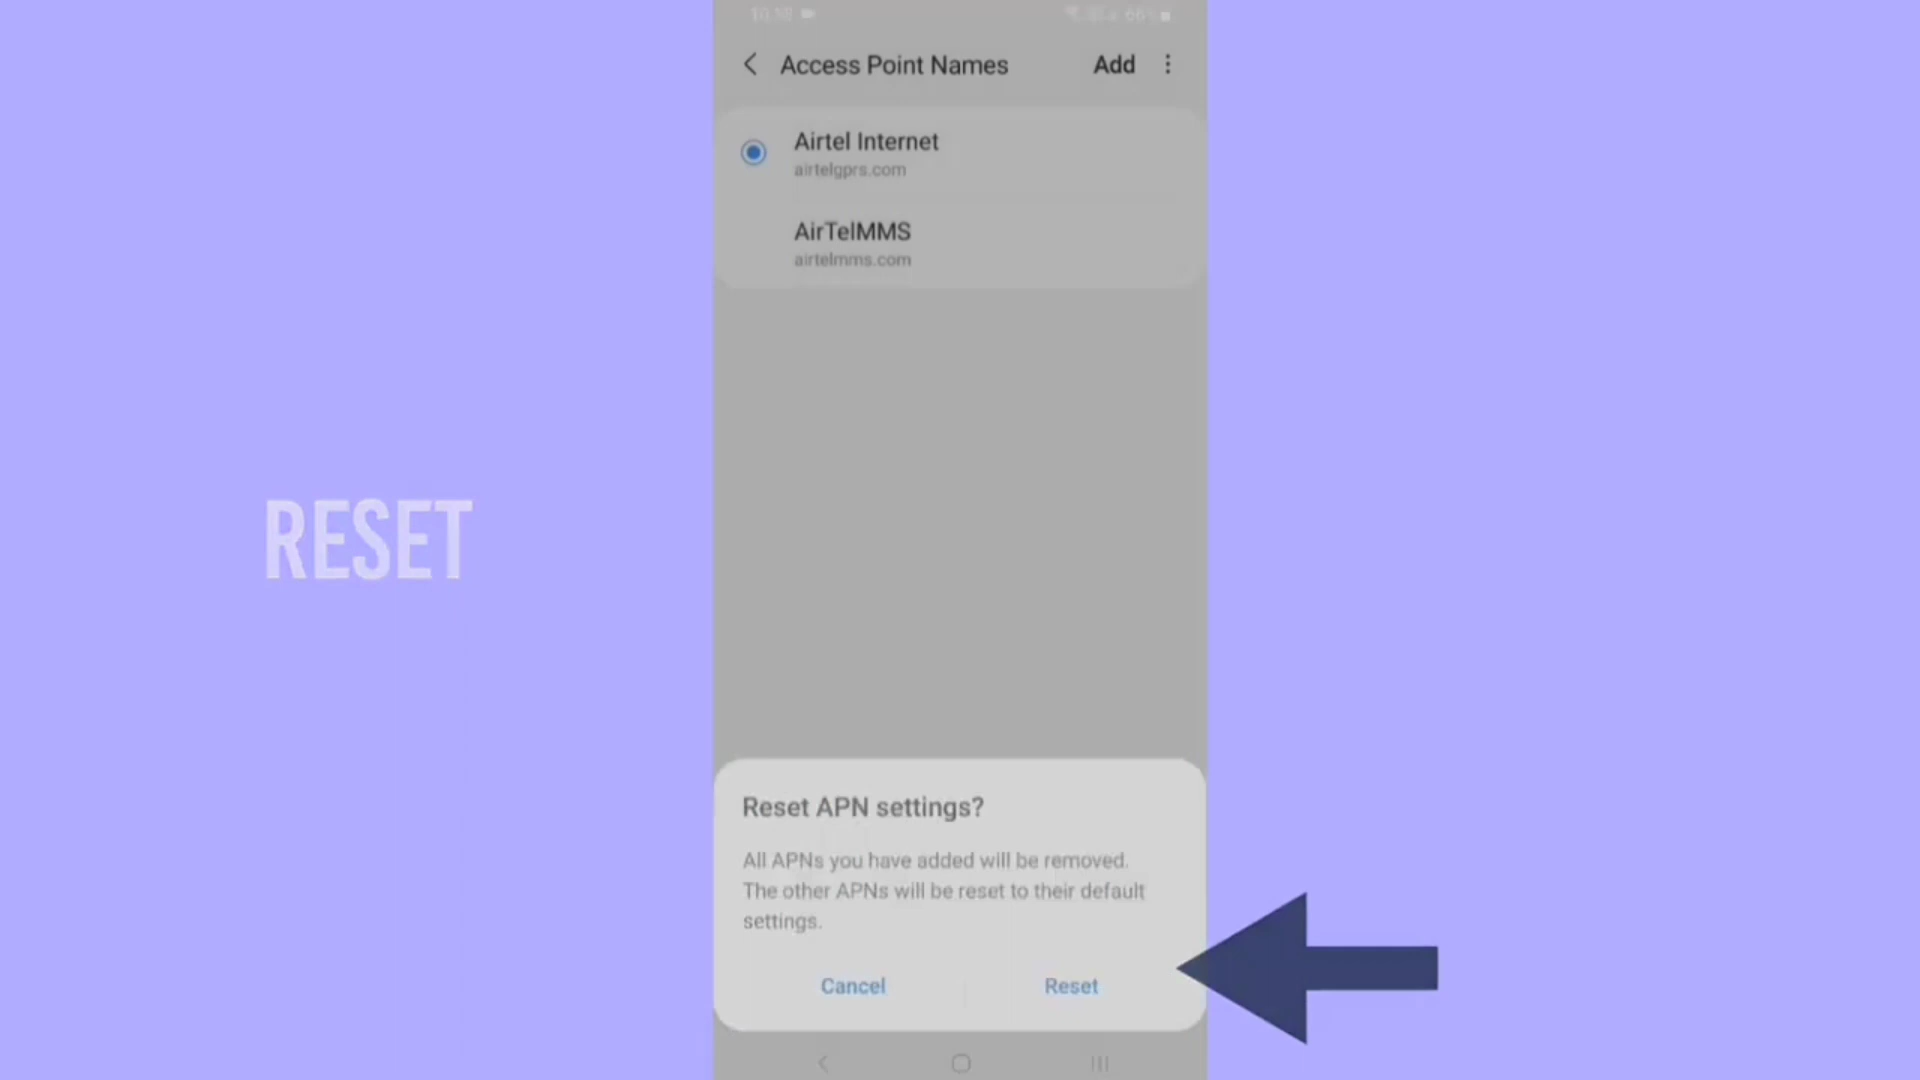 Access Point Names Add
Airtel Internet
airtelgprs.com
AirTelMMS
airtelmms.com
RESET
Reset APN settings?
All APNs you have added will be removed.
The other APNs will be reset to their default
settings.
Cancel Reset